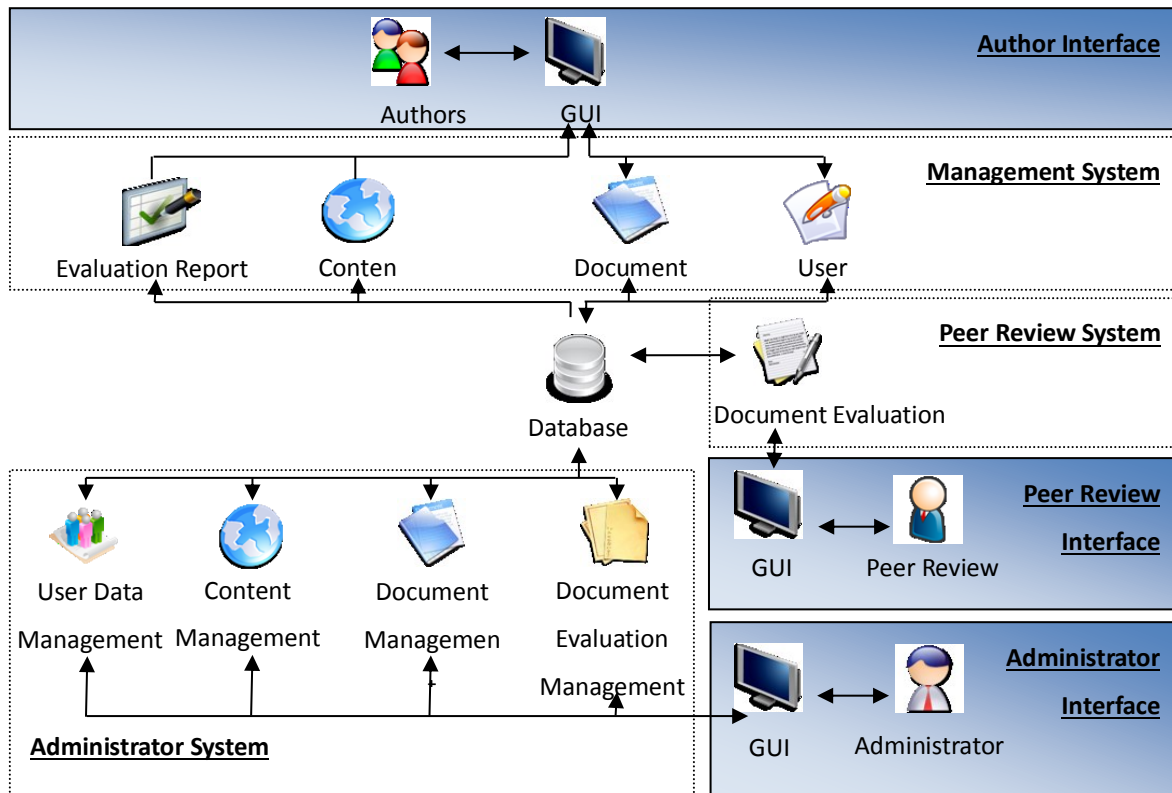 Author Interface
Authors
GUI
Management System
Evaluation Report
Conten
Document
User
Peer Review System
Document Evaluation
Database
Peer Review
Interface
GUI
Peer Review
User Data
Management
Content
Management
Document
Managemen
Document
Evaluation
Management
Administrator System
Administrator
Interface
GUI
Administrator